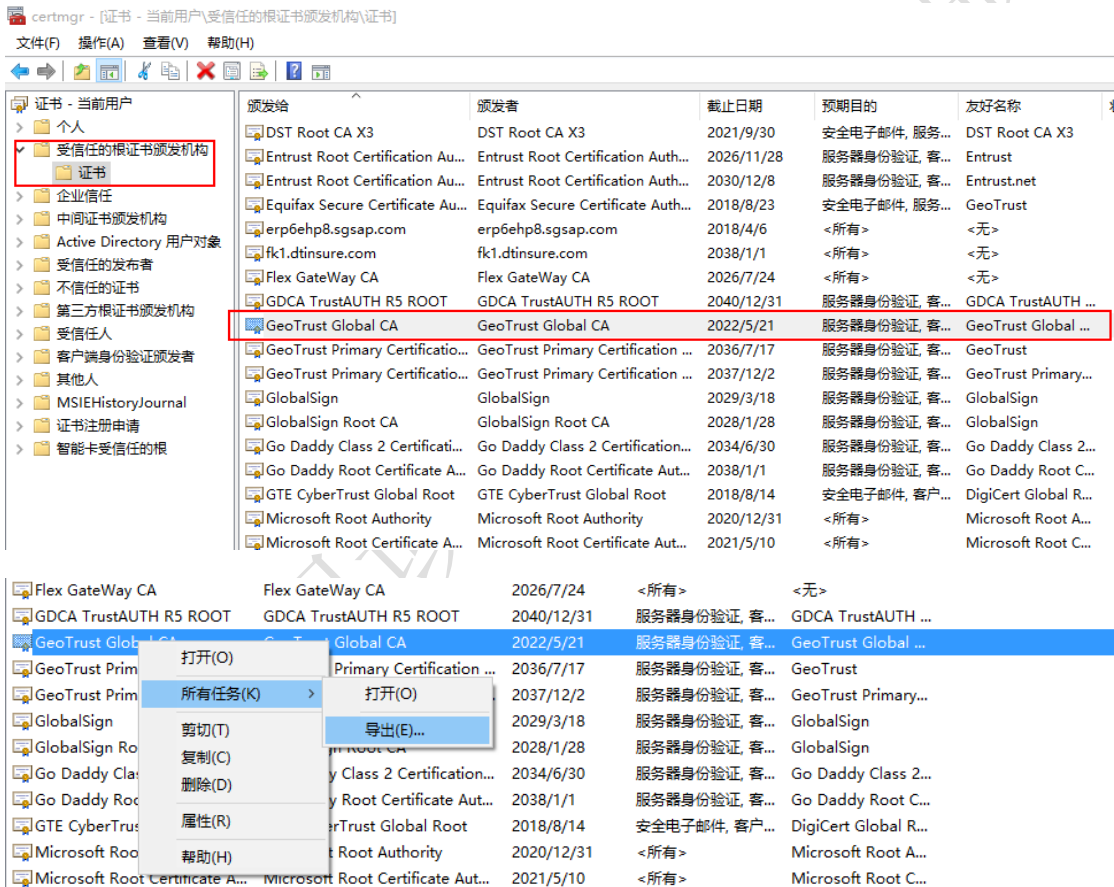 certmgr - [证书 - 当前用户\受信任的根证书颁发机构\证书]
文件(F) 操作(A) 查看(V) 帮助(H)
证书 - 当前用户
个人
受信任的根证书颁发机构
证书
企业信任
中间证书颁发机构
Active Directory 用户对象
受信任的发布者
不信任的证书
第三方根证书颁发机构
受信任人
客户端身份验证颁发者
其他人
MSIEHistoryJournal
证书注册申请
智能卡受信任的根
颁发给 颁发者 截止日期 预期目的 友好名称
DST Root CA X3 DST Root CA X3 2021/9/30 安全电子邮件, 服务... DST Root CA X3
Entrust Root Certification Au... Entrust Root Certification Auth... 2026/11/28 服务器身份验证, 客... Entrust
Entrust Root Certification Au... Entrust Root Certification Auth... 2030/12/8 服务器身份验证, 客... Entrust.net
Equifax Secure Certificate Au... Equifax Secure Certificate Auth... 2018/8/23 安全电子邮件, 服务... GeoTrust
erp6ehp8.sgsap.com erp6ehp8.sgsap.com 2018/4/6 <所有> <无>
fk1.dtinsure.com fk1.dtinsure.com 2038/1/1 <所有> <无>
Flex GateWay CA Flex GateWay CA 2026/7/24 <所有> <无>
GDCA TrustAUTH R5 ROOT GDCA TrustAUTH R5 ROOT 2040/12/31 服务器身份验证, 客... GDCA TrustAUTH ...
GeoTrust Global CA GeoTrust Global CA 2022/5/21 服务器身份验证, 客... GeoTrust Global ...
GeoTrust Primary Certificatio... GeoTrust Primary Certification ... 2036/7/17 服务器身份验证, 客... GeoTrust
GeoTrust Primary Certificatio... GeoTrust Primary Certification ... 2037/12/2 服务器身份验证, 客... GeoTrust Primary...
GlobalSign GlobalSign 2029/3/18 服务器身份验证, 客... GlobalSign
GlobalSign Root CA GlobalSign Root CA 2028/1/28 服务器身份验证, 客... GlobalSign
Go Daddy Class 2 Certificati... Go Daddy Class 2 Certification... 2034/6/30 服务器身份验证, 客... Go Daddy Class 2...
Go Daddy Root Certificate A... Go Daddy Root Certificate Aut... 2038/1/1 服务器身份验证, 客... Go Daddy Root C...
GTE CyberTrust Global Root GTE CyberTrust Global Root 2018/8/14 安全电子邮件, 客户... DigiCert Global R...
Microsoft Root Authority Microsoft Root Authority 2020/12/31 <所有> Microsoft Root A...
Microsoft Root Certificate A... Microsoft Root Certificate Aut... 2021/5/10 <所有> Microsoft Root C...
Flex GateWay CA Flex GateWay CA 2026/7/24 <所有> <无>
GDCA TrustAUTH R5 ROOT GDCA TrustAUTH R5 ROOT 2040/12/31 服务器身份验证, 客... GDCA TrustAUTH ...
GeoTrust Global CA GeoTrust Global CA 2022/5/21 服务器身份验证, 客... GeoTrust Global ...
GeoTrust Prim Primary Certification ... 2036/7/17 服务器身份验证, 客... GeoTrust
GeoTrust Prim 2037/12/2 服务器身份验证, 客... GeoTrust Primary...
GlobalSign 2029/3/18 服务器身份验证, 客... GlobalSign
GlobalSign Ro n Root CA 2028/1/28 服务器身份验证, 客... GlobalSign
Go Daddy Clas y Class 2 Certification... 2034/6/30 服务器身份验证, 客... Go Daddy Class 2...
Go Daddy Roo y Root Certificate Aut... 2038/1/1 服务器身份验证, 客... Go Daddy Root C...
GTE CyberTrus erTrust Global Root 2018/8/14 安全电子邮件, 客户... DigiCert Global R...
Microsoft Roo t Root Authority 2020/12/31 <所有> Microsoft Root A...
Microsoft Root Certificate A... Microsoft Root Certificate Aut... 2021/5/10 <所有> Microsoft Root C...
打开(O)
所有任务(K)
剪切(T)
复制(C)
删除(D)
属性(R)
帮助(H)
打开(O)
导出(E)...